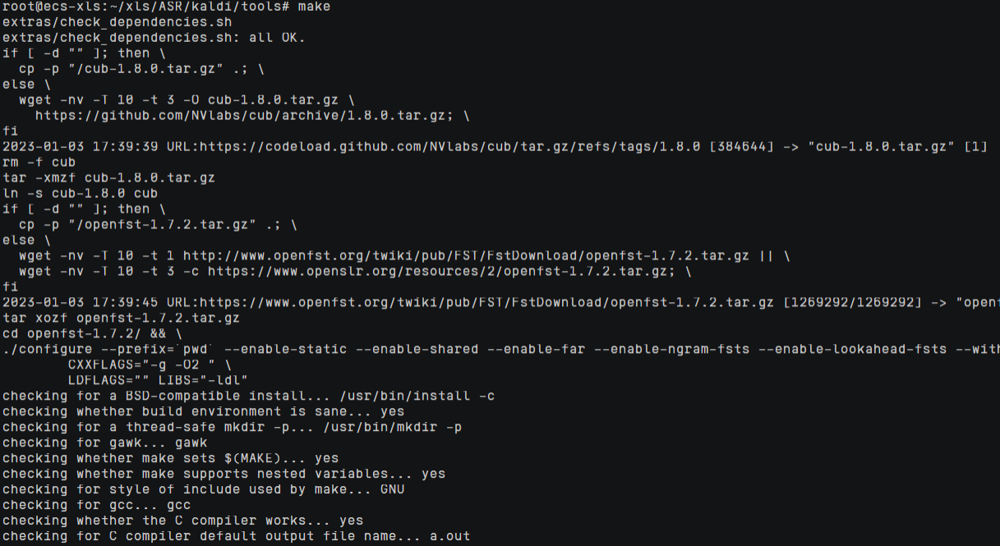 root@ecs-xls:~/xls/ASR/kaldi/tools# make
extras/check_dependencies.sh
extras/check_dependencies.sh: all OK.
if [ -d "" ]; then \
  cp -p "/cub-1.8.0.tar.gz" .; \
else \
  wget -nv -T 10 -t 3 -O cub-1.8.0.tar.gz \
    https://github.com/NVlabs/cub/archive/1.8.0.tar.gz; \
fi
2023-01-03 17:39:39 URL:https://codeload.github.com/NVlabs/cub/tar.gz/refs/tags/1.8.0 [384644] -> "cub-1.8.0.tar.gz" [1]
rm -f cub
tar -xmzf cub-1.8.0.tar.gz
ln -s cub-1.8.0 cub
if [ -d "" ]; then \
  cp -p "/openfst-1.7.2.tar.gz" .; \
else \
  wget -nv -T 10 -t 1 http://www.openfst.org/twiki/pub/FST/FstDownload/openfst-1.7.2.tar.gz || \
  wget -nv -T 10 -t 3 -c https://www.openslr.org/resources/2/openfst-1.7.2.tar.gz; \
fi
2023-01-03 17:39:45 URL:https://www.openfst.org/twiki/pub/FST/FstDownload/openfst-1.7.2.tar.gz [1269292/1269292] -> "openf
tar xozf openfst-1.7.2.tar.gz
cd openfst-1.7.2/ && \
./configure --prefix=`pwd` --enable-static --enable-shared --enable-far --enable-ngram-fsts --enable-lookahead-fsts --with
        CXXFLAGS="-g -O2 " \
        LDFLAGS="" LIBS="-ldl"
checking for a BSD-compatible install... /usr/bin/install -c
checking whether build environment is sane... yes
checking for a thread-safe mkdir -p... /usr/bin/mkdir -p
checking for gawk... gawk
checking whether make sets $(MAKE)... yes
checking whether make supports nested variables... yes
checking for style of include used by make... GNU
checking for gcc... gcc
checking whether the C compiler works... yes
checking for C compiler default output file name... a.out